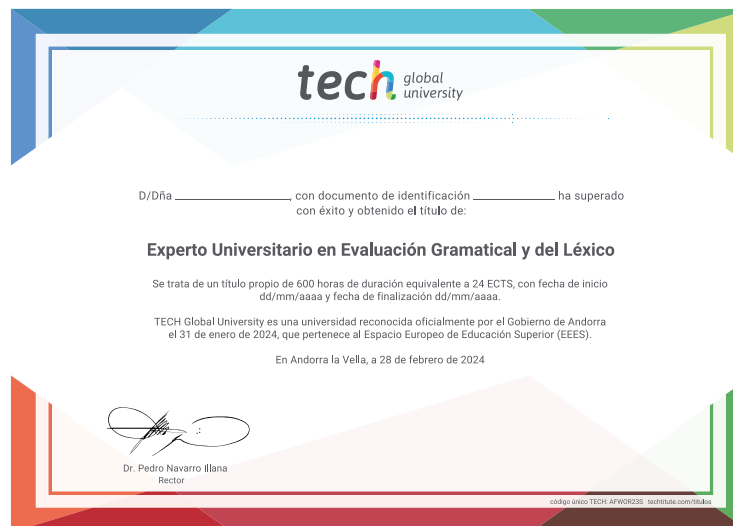 tech global
university
D/Dña ____________________, con documento de identificación ______________ ha superado
con éxito y obtenido el título de:
Experto Universitario en Evaluación Gramatical y del Léxico
Se trata de un título propio de 600 horas de duración equivalente a 24 ECTS, con fecha de inicio
dd/mm/aaaa y fecha de finalización dd/mm/aaaa.
TECH Global University es una universidad reconocida oficialmente por el Gobierno de Andorra
el 31 de enero de 2024, que pertenece al Espacio Europeo de Educación Superior (EEES).
En Andorra la Vella, a 28 de febrero de 2024
Dr. Pedro Navarro Illana
Rector
código único TECH: AFWOR23S techtitute.com/titulos